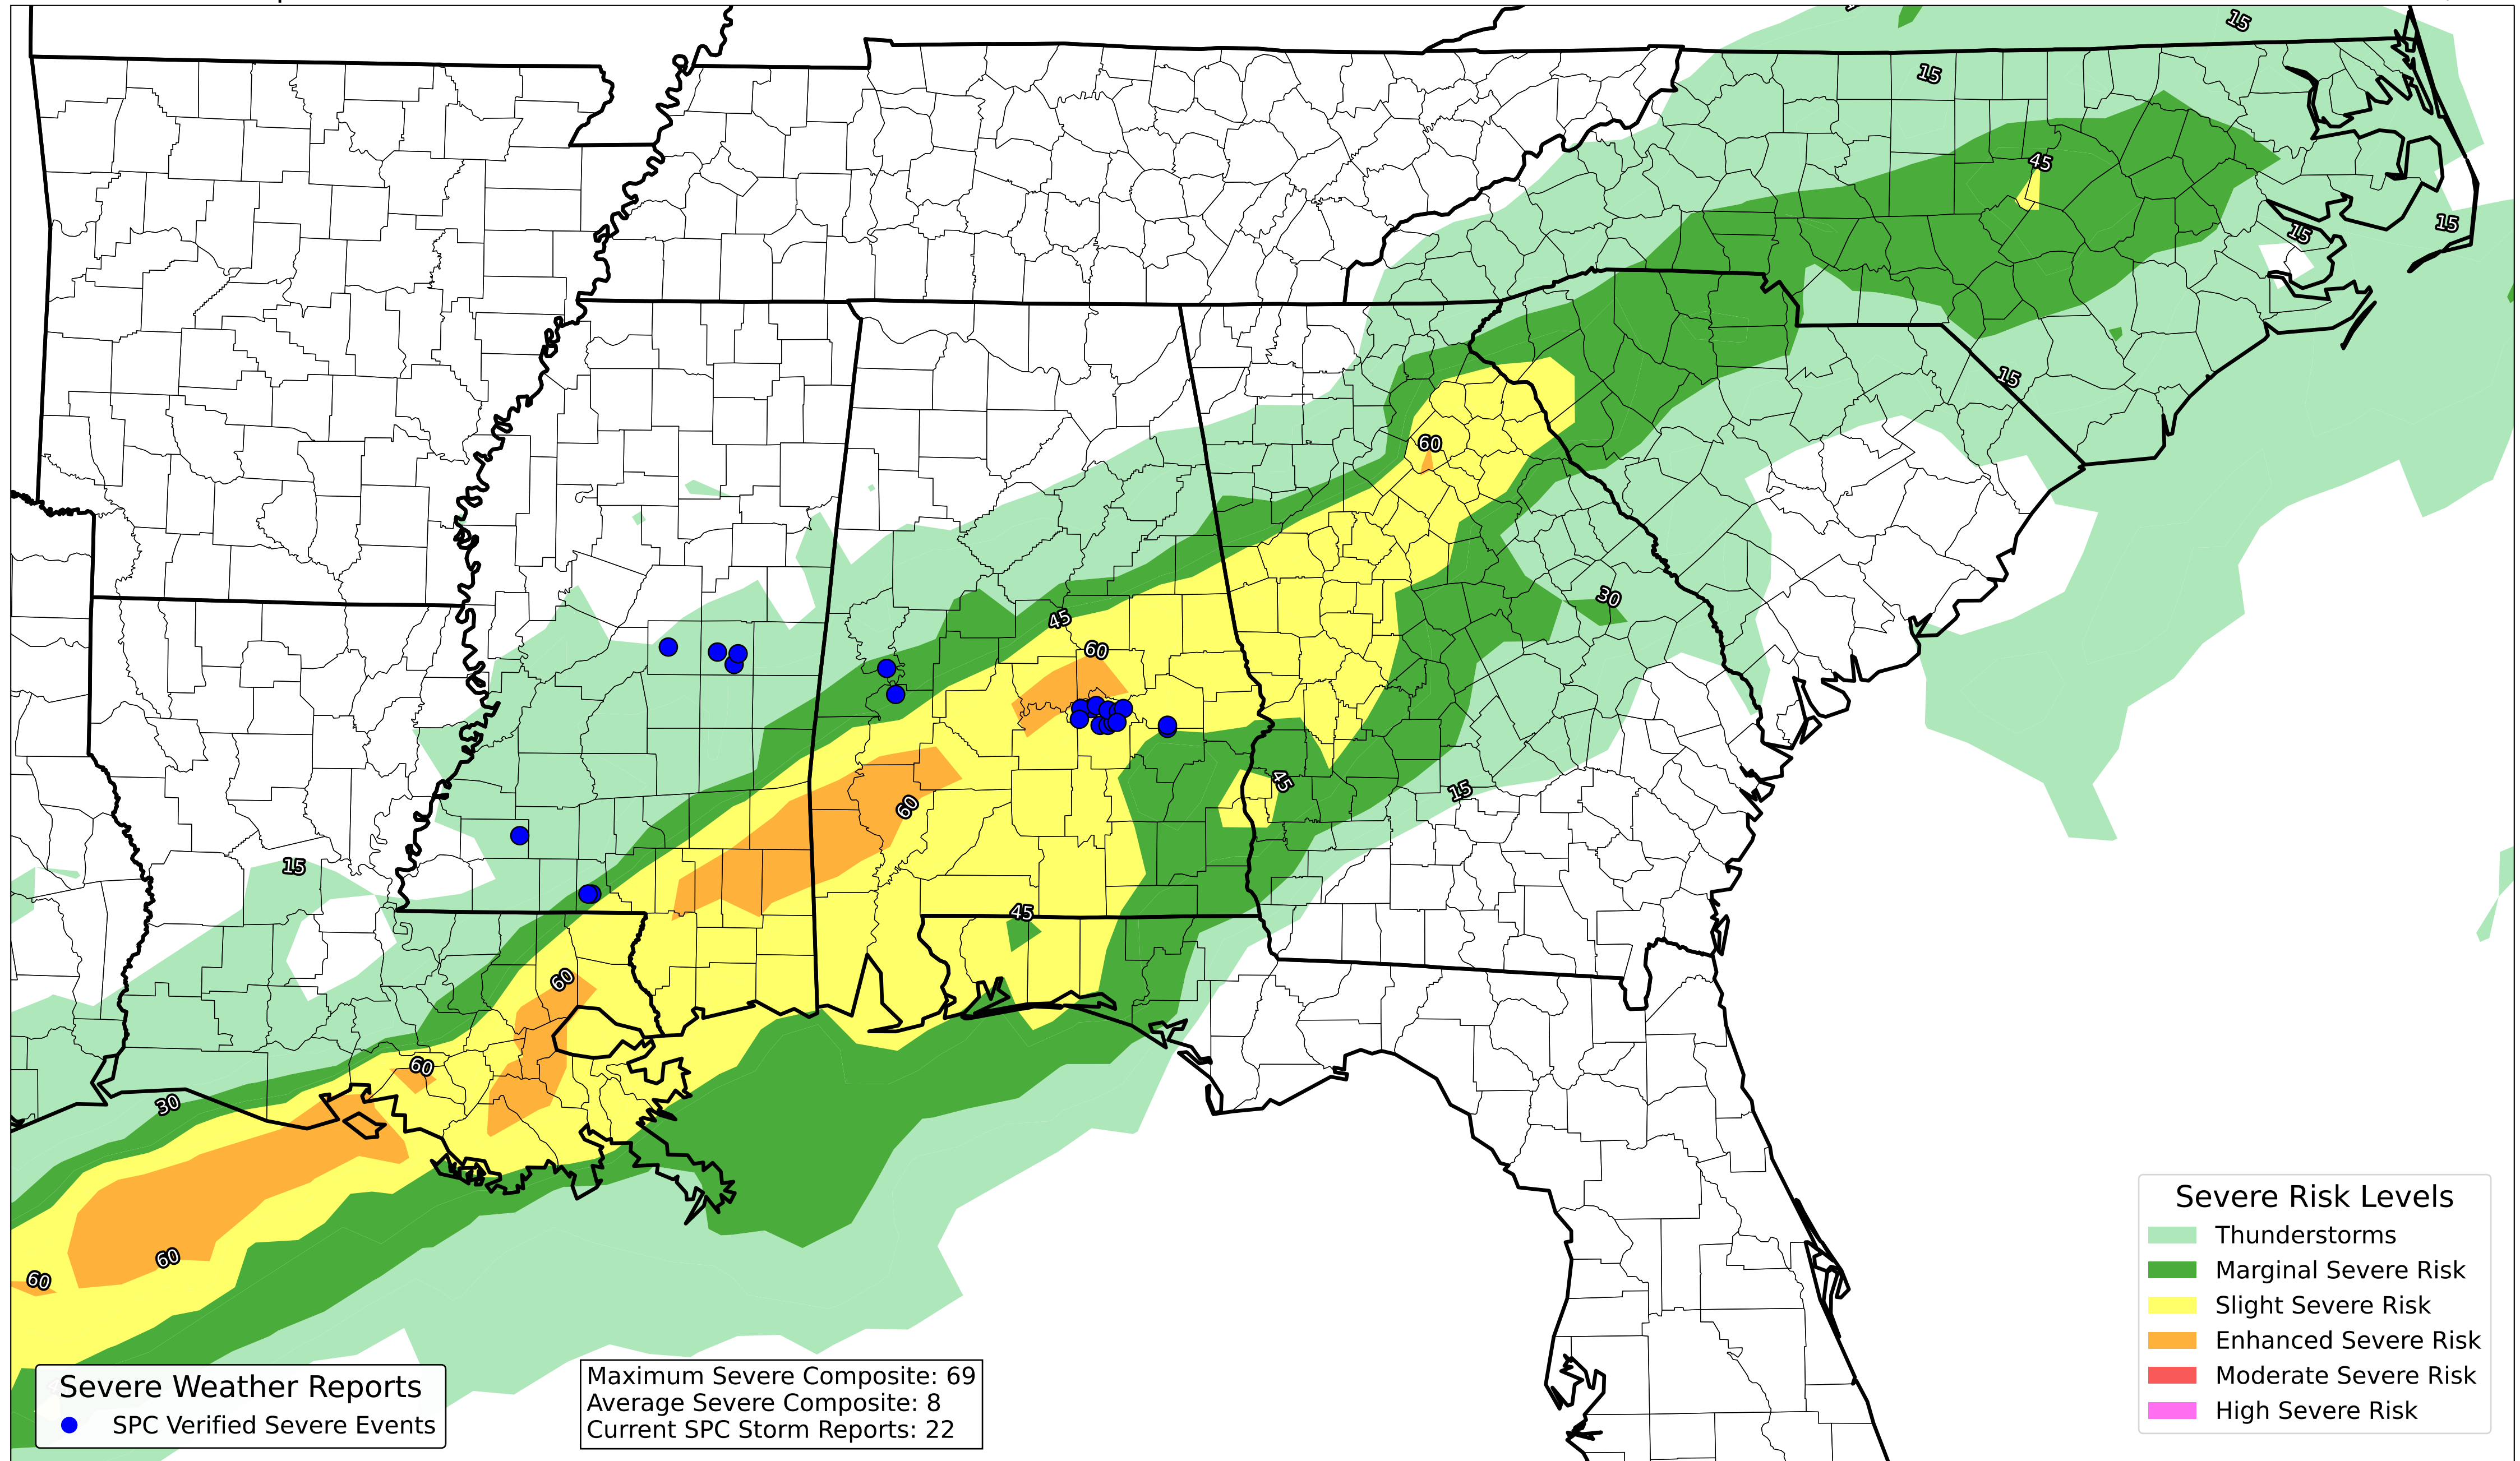 15
15
45
15
15
15
60
30
45
60
45
15
60
15
45
60
60
30
60
60
Severe Risk Levels
Thunderstorms
Marginal Severe Risk
Slight Severe Risk
Enhanced Severe Risk
Moderate Severe Risk
High Severe Risk
Severe Weather Reports
SPC Verified Severe Events
Maximum Severe Composite: 69
Average Severe Composite: 8
Current SPC Storm Reports: 22